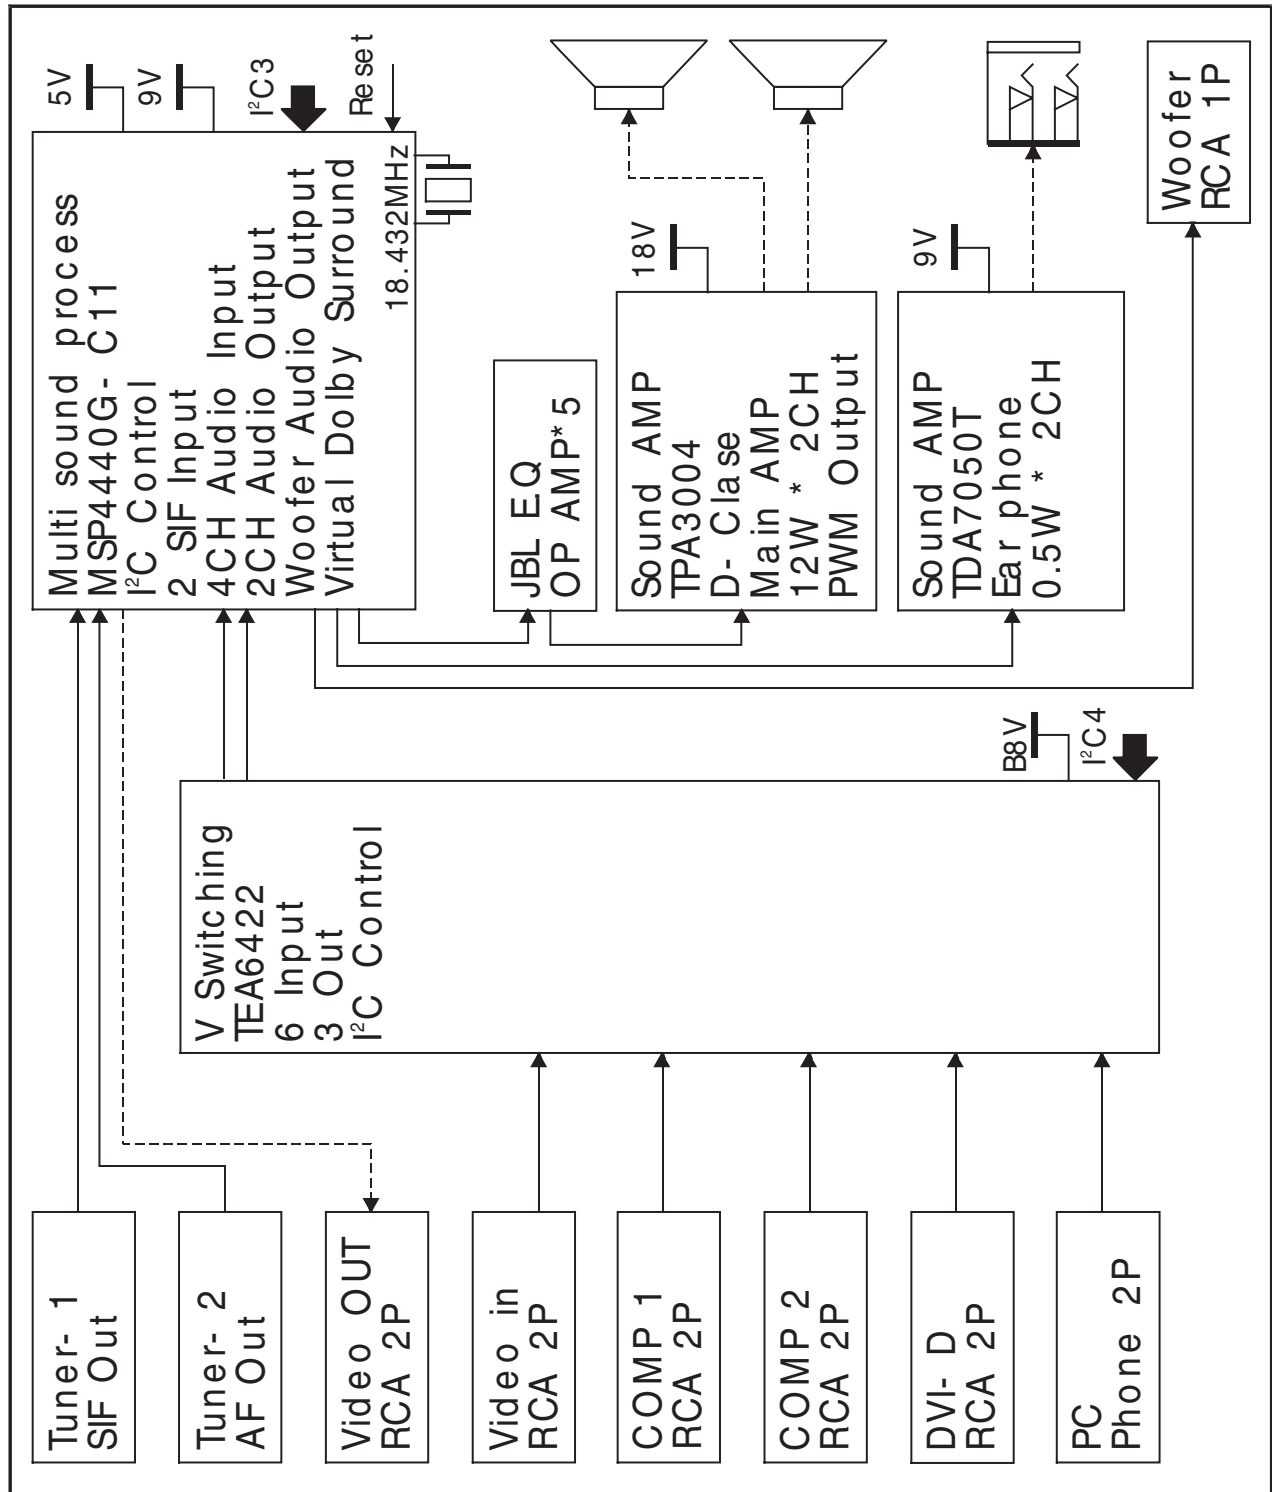 Tuner- 1
SIF Out
Tuner- 2
AF Out
Video OUT
RCA 2P
Video in
RCA 2P
COMP 1
RCA 2P
COMP 2
RCA 2P
DVI- D
RCA 2P
PC
Phone 2P
V Switching
TEA6422
6 Input
3 Out
I²C Control
B8V
I²C4
Multi sound process
MSP4440G- C11
I²C Control
2 SIF Input
4CH Audio Input
2CH Audio Output
Woofer Audio Output
Virtual Dolby Surround
18.432MHz
5V
9V
I²C3
Reset
JBL E.Q
OP AMP* 5
Sound AMP
TPA3004
D- Clase
Main AMP
12W * 2CH
PWM Output
18V
Sound AMP
TDA7050T
Ear phone
0.5W * 2CH
9V
Woofer
RCA 1P